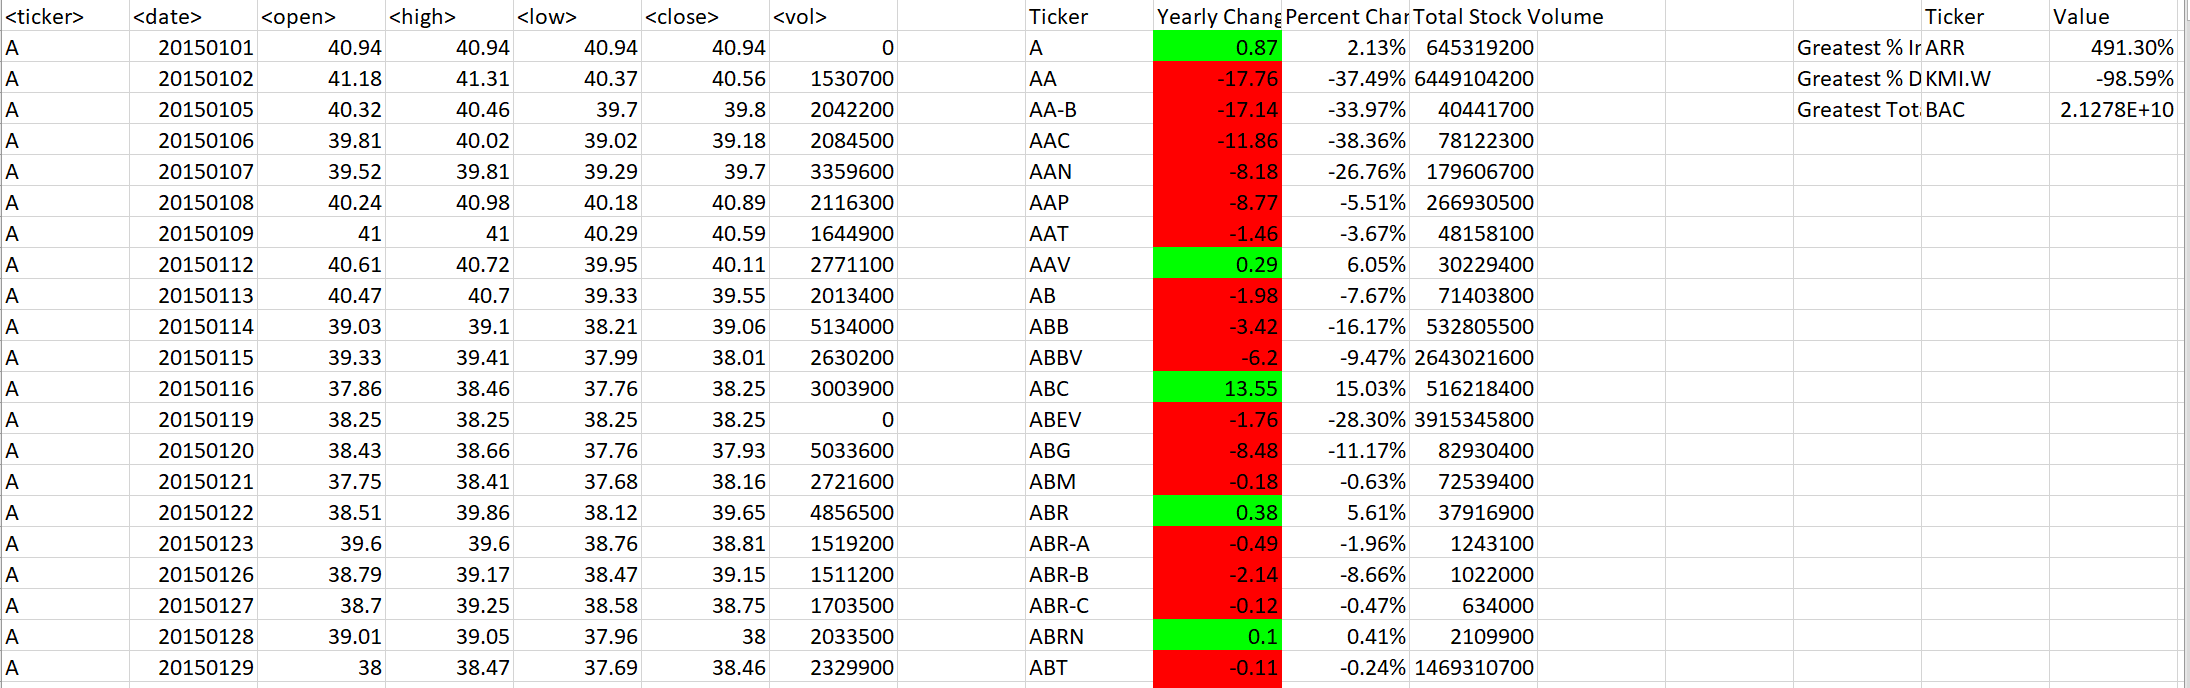 <ticker> <date> <open> <high> <low> <close> <vol> Ticker Yearly Chang Percent Char Total Stock Volume Ticker Value
A 20150101 40.94 40.94 40.94 40.94 0 A 0.87 2.13% 645319200 Greatest % Ir ARR 491.30%
A 20150102 41.18 41.31 40.37 40.56 1530700 AA -17.76 -37.49% 6449104200 Greatest % D KMI.W -98.59%
A 20150105 40.32 40.46 39.7 39.8 2042200 AA-B -17.14 -33.97% 40441700 Greatest Tot BAC 2.1278E+10
A 20150106 39.81 40.02 39.02 39.18 2084500 AAC -11.86 -38.36% 78122300
A 20150107 39.52 39.81 39.29 39.7 3359600 AAN -8.18 -26.76% 179606700
A 20150108 40.24 40.98 40.18 40.89 2116300 AAP -8.77 -5.51% 266930500
A 20150109 41 41 40.29 40.59 1644900 AAT -1.46 -3.67% 48158100
A 20150112 40.61 40.72 39.95 40.11 2771100 AAV 0.29 6.05% 30229400
A 20150113 40.47 40.7 39.33 39.55 2013400 AB -1.98 -7.67% 71403800
A 20150114 39.03 39.1 38.21 39.06 5134000 ABB -3.42 -16.17% 532805500
A 20150115 39.33 39.41 37.99 38.01 2630200 ABBV -6.2 -9.47% 2643021600
A 20150116 37.86 38.46 37.76 38.25 3003900 ABC 13.55 15.03% 516218400
A 20150119 38.25 38.25 38.25 38.25 0 ABEV -1.76 -28.30% 3915345800
A 20150120 38.43 38.66 37.76 37.93 5033600 ABG -8.48 -11.17% 82930400
A 20150121 37.75 38.41 37.68 38.16 2721600 ABM -0.18 -0.63% 72539400
A 20150122 38.51 39.86 38.12 39.65 4856500 ABR 0.38 5.61% 37916900
A 20150123 39.6 39.6 38.76 38.81 1519200 ABR-A -0.49 -1.96% 1243100
A 20150126 38.79 39.17 38.47 39.15 1511200 ABR-B -2.14 -8.66% 1022000
A 20150127 38.7 39.25 38.58 38.75 1703500 ABR-C -0.12 -0.47% 634000
A 20150128 39.01 39.05 37.96 38 2033500 ABRN 0.1 0.41% 2109900
A 20150129 38 38.47 37.69 38.46 2329900 ABT -0.11 -0.24% 1469310700